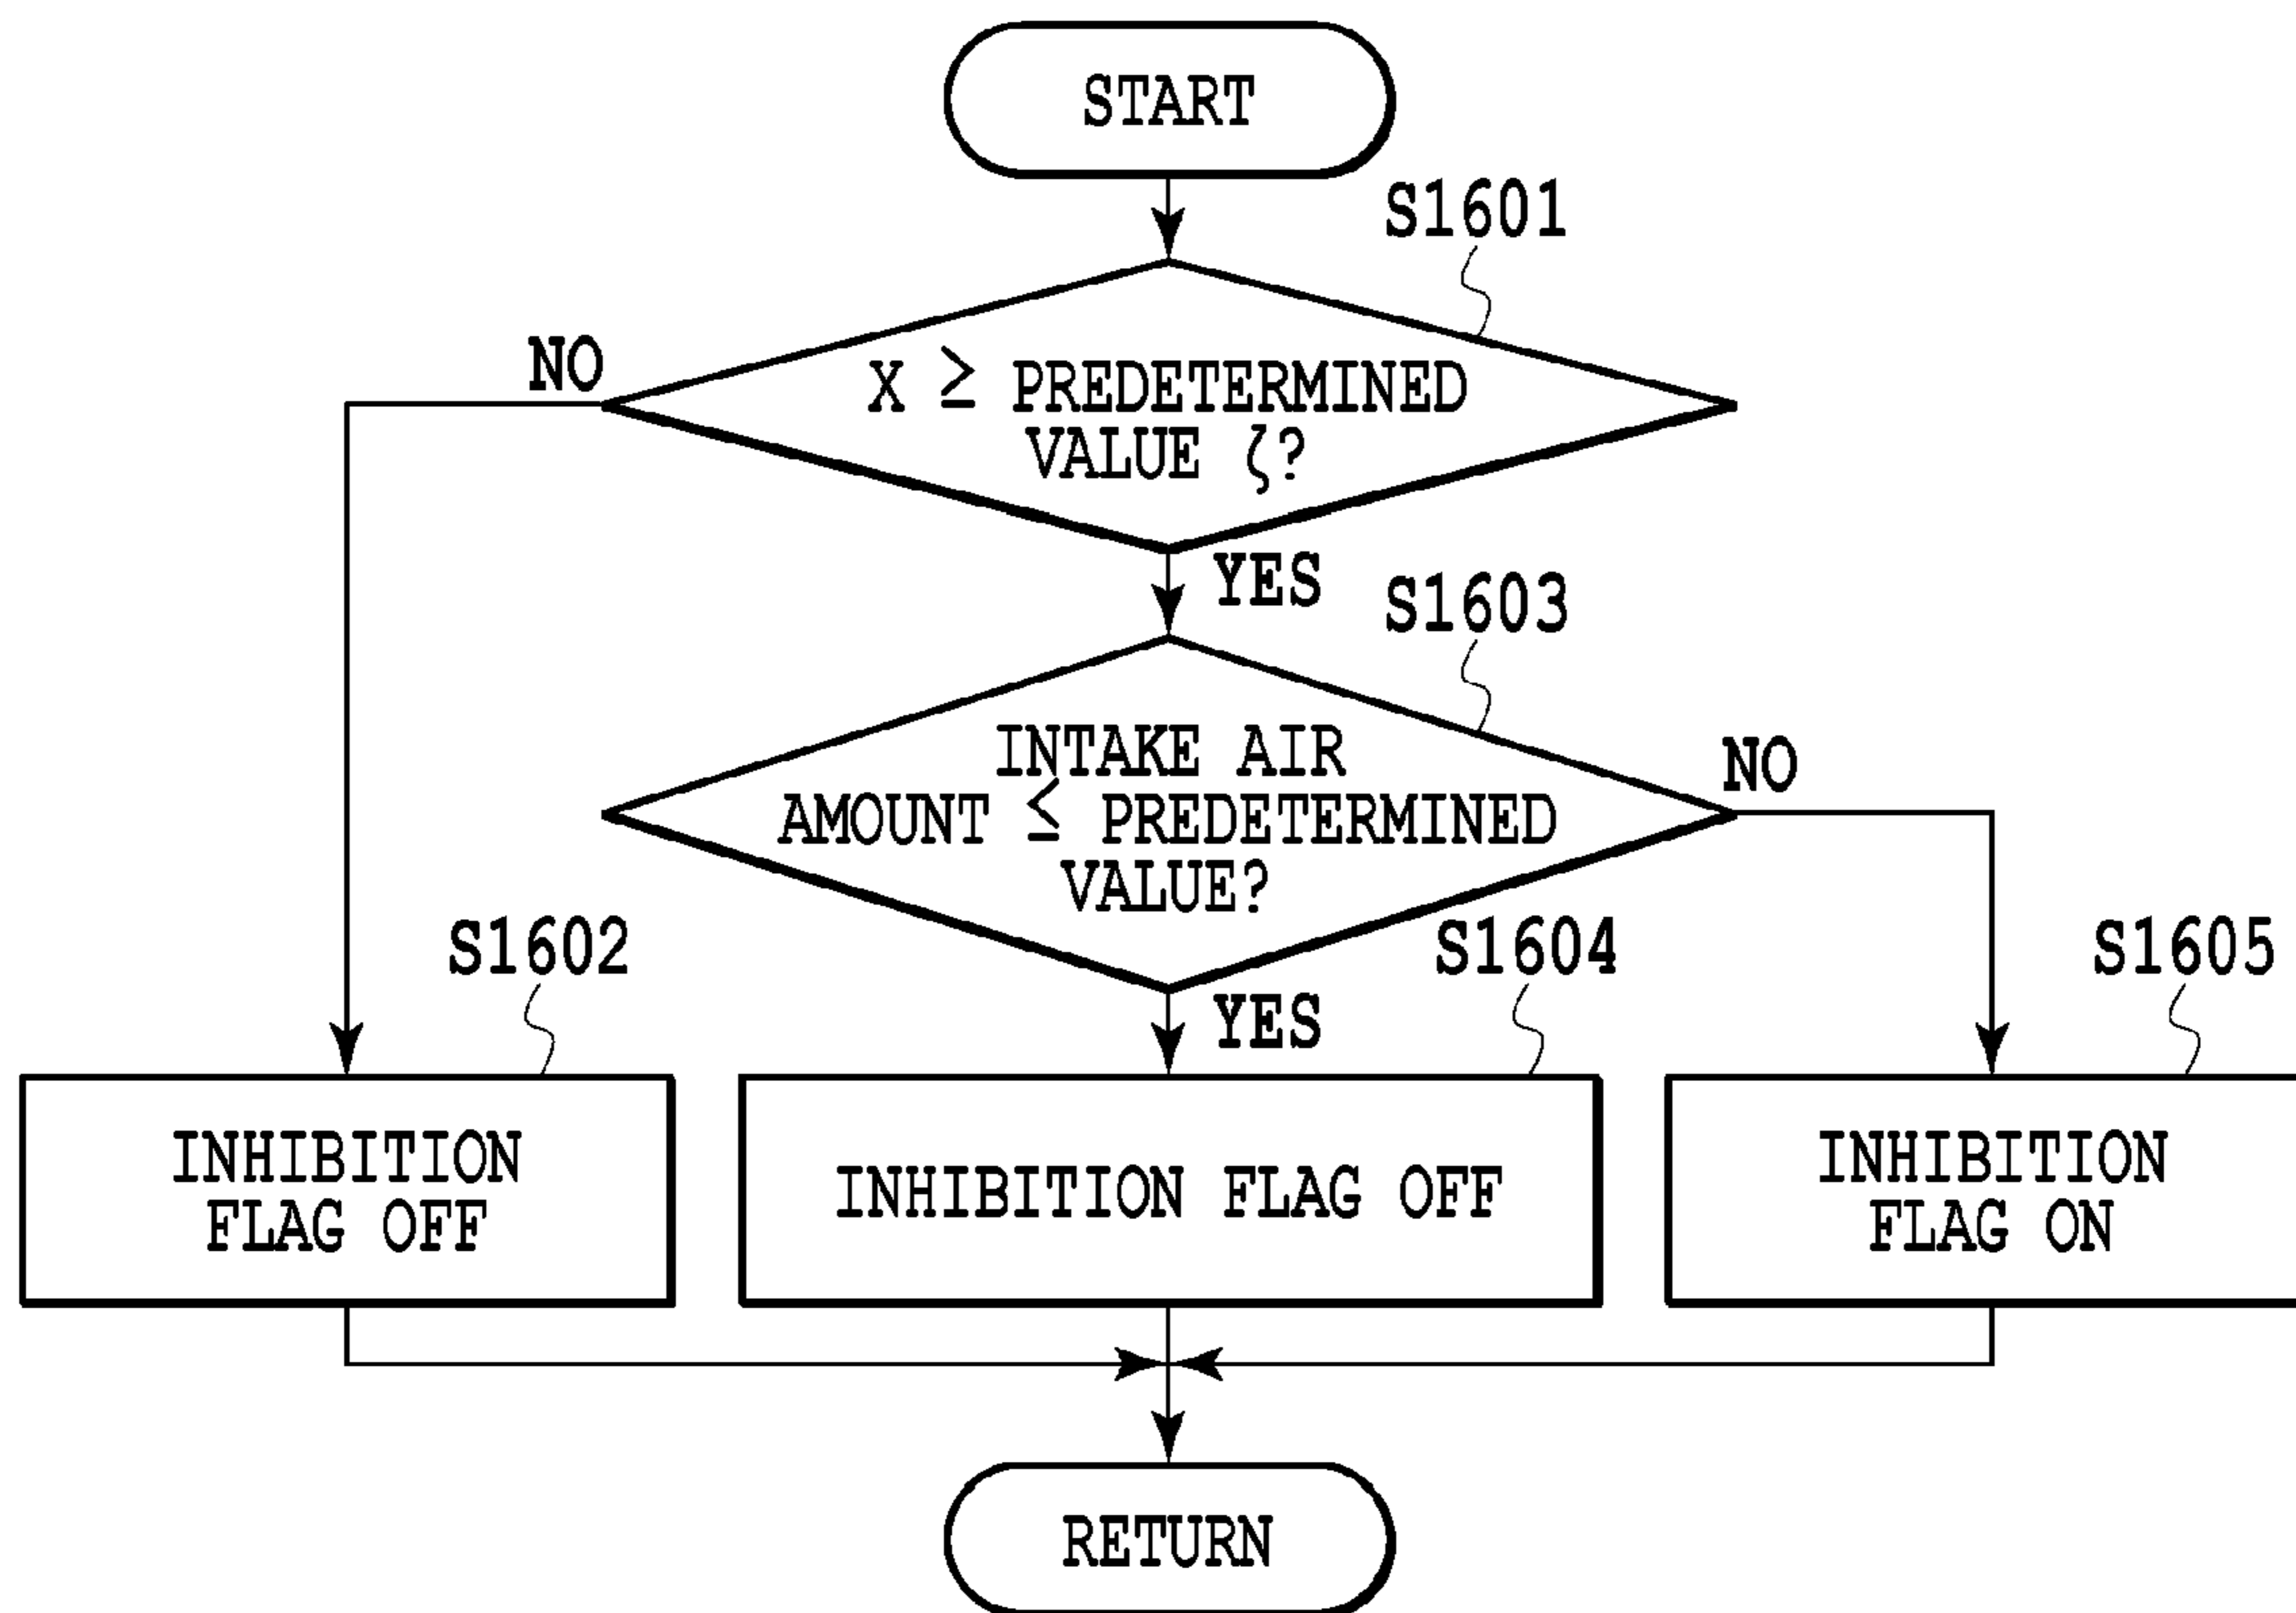 START
S1601
NO
X ≥ PREDETERMINED
VALUE ζ?
YES
S1603
INTAKE AIR
AMOUNT ≤ PREDETERMINED
VALUE?
NO
S1602
S1604
S1605
YES
INHIBITION
FLAG OFF
INHIBITION FLAG OFF
INHIBITION
FLAG ON
RETURN